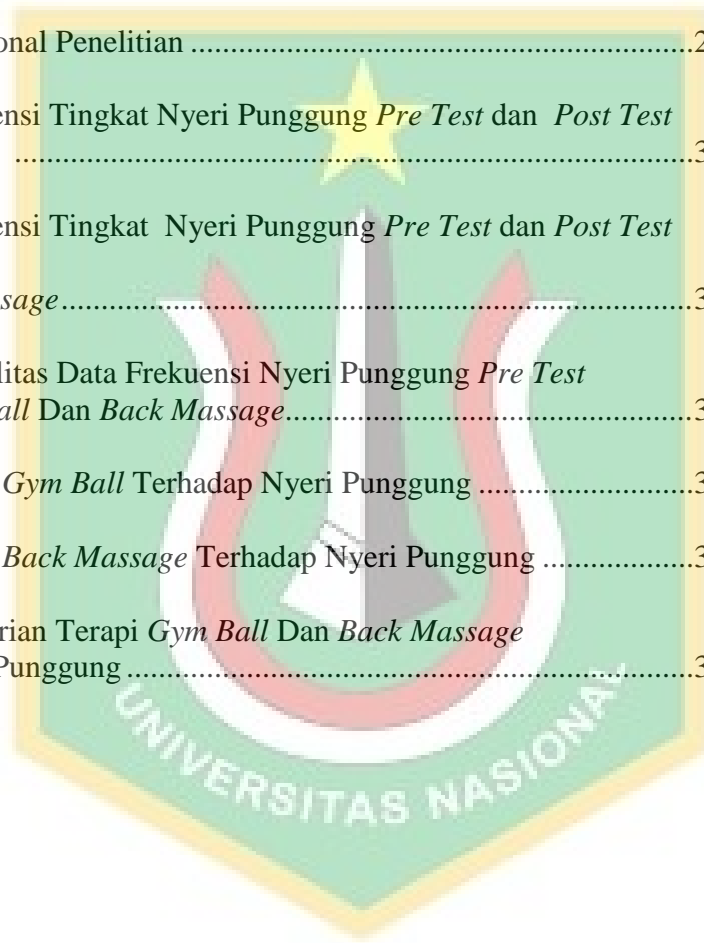 onal Penelitian ................................................................2
ensi Tingkat Nyeri Punggung Pre Test dan Post Test
......................................................................................3
ensi Tingkat Nyeri Punggung Pre Test dan Post Test
sage................................................................................3
litas Data Frekuensi Nyeri Punggung Pre Test
all Dan Back Massage....................................................3
Gym Ball Terhadap Nyeri Punggung ...........................3
Back Massage Terhadap Nyeri Punggung ...................3
rian Terapi Gym Ball Dan Back Massage
Punggung .......................................................................3
UNIVERSITAS NASIONAL